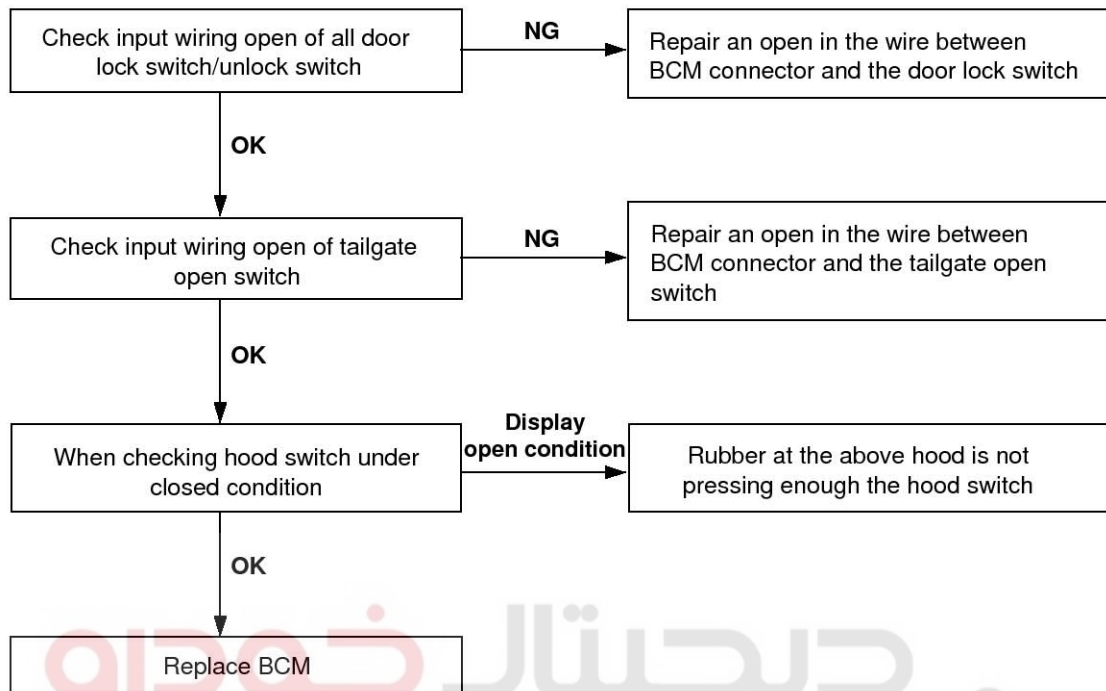 Check input wiring open of all door
lock switch/unlock switch
NG
Repair an open in the wire between
BCM connector and the door lock switch
OK
Check input wiring open of tailgate
open switch
NG
Repair an open in the wire between
BCM connector and the tailgate open
switch
OK
When checking hood switch under
closed condition
Display
open condition
Rubber at the above hood is not
pressing enough the hood switch
OK
Replace BCM
دیجیتال خودرو